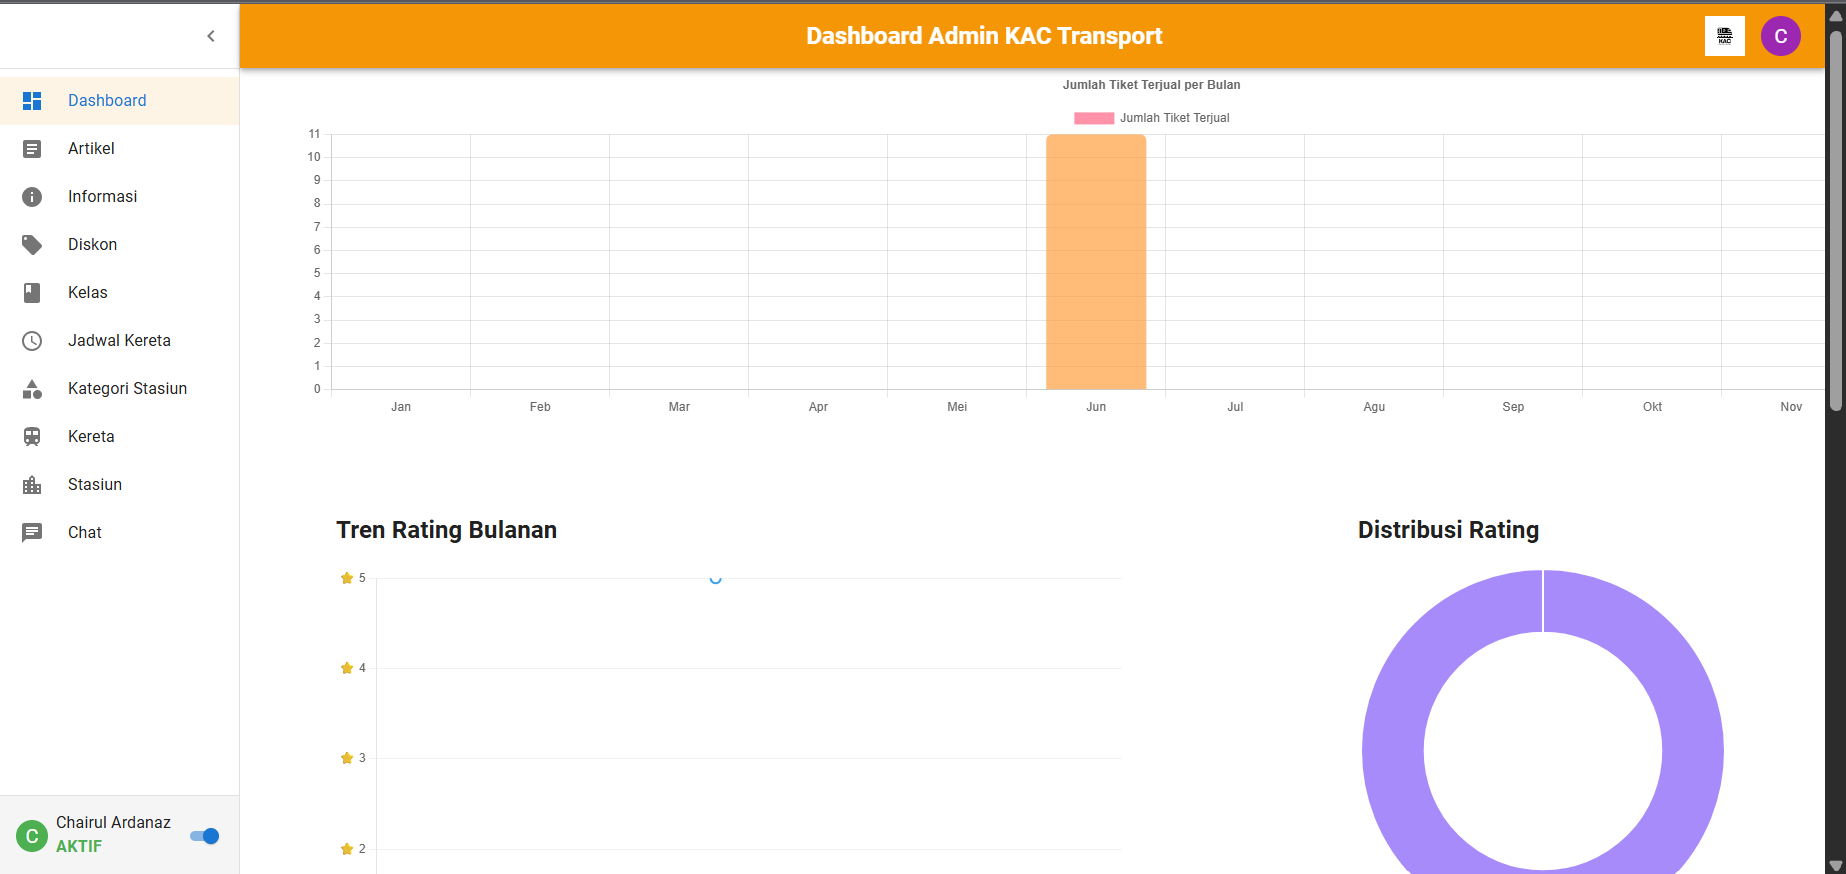 Dashboard Admin KAC Transport
KAC
C
Dashboard
Artikel
Informasi
Diskon
Kelas
Jadwal Kereta
Kategori Stasiun
Kereta
Stasiun
Chat
C
Chairul Ardanaz
AKTIF
Jumlah Tiket Terjual per Bulan
Jumlah Tiket Terjual
11
10
9
8
7
6
5
4
3
2
1
0
Jan Feb Mar Apr Mei Jun Jul Agu Sep Okt Nov
Tren Rating Bulanan
5
4
3
2
Distribusi Rating